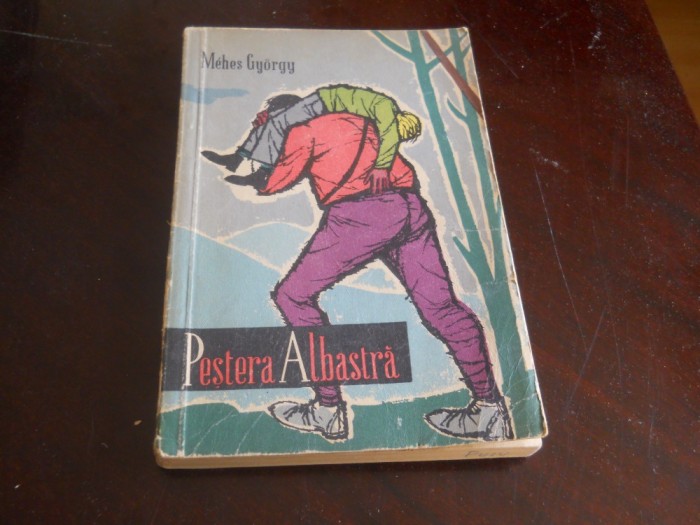 Méhes György
Peștera Albastră